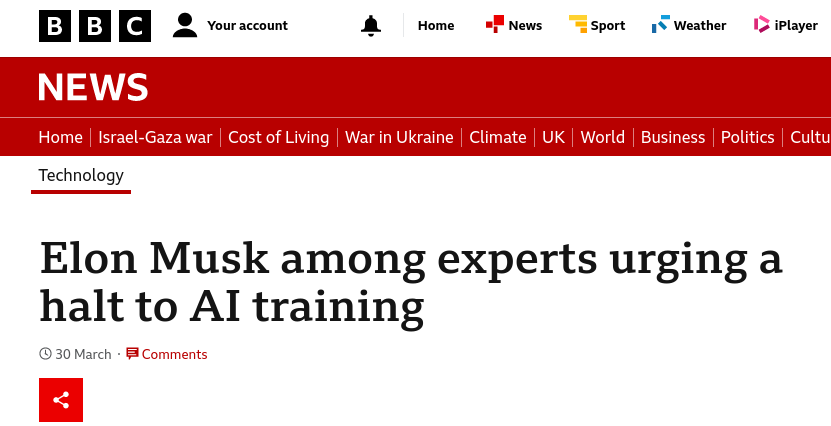 BBC Your account Home News Sport Weather iPlayer
NEWS
Home Israel-Gaza war Cost of Living War in Ukraine Climate UK World Business Politics
Technology
Elon Musk among experts urging a
halt to AI training
30 March · Comments